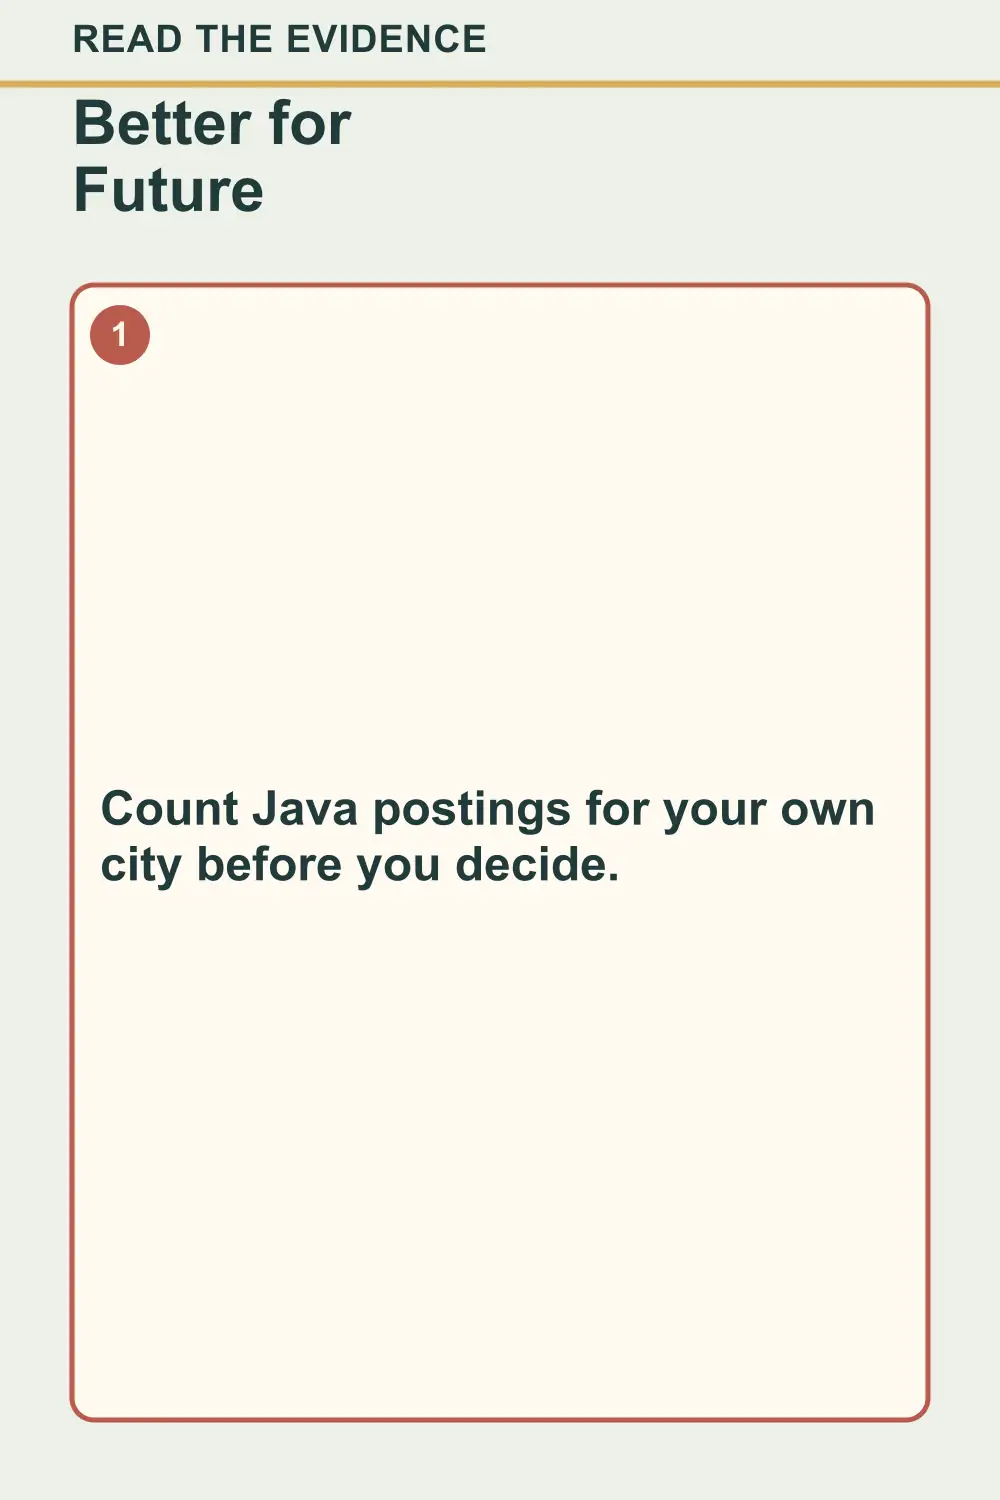 READ THE EVIDENCE
Better for
Future
1
Count Java postings for your own
city before you decide.